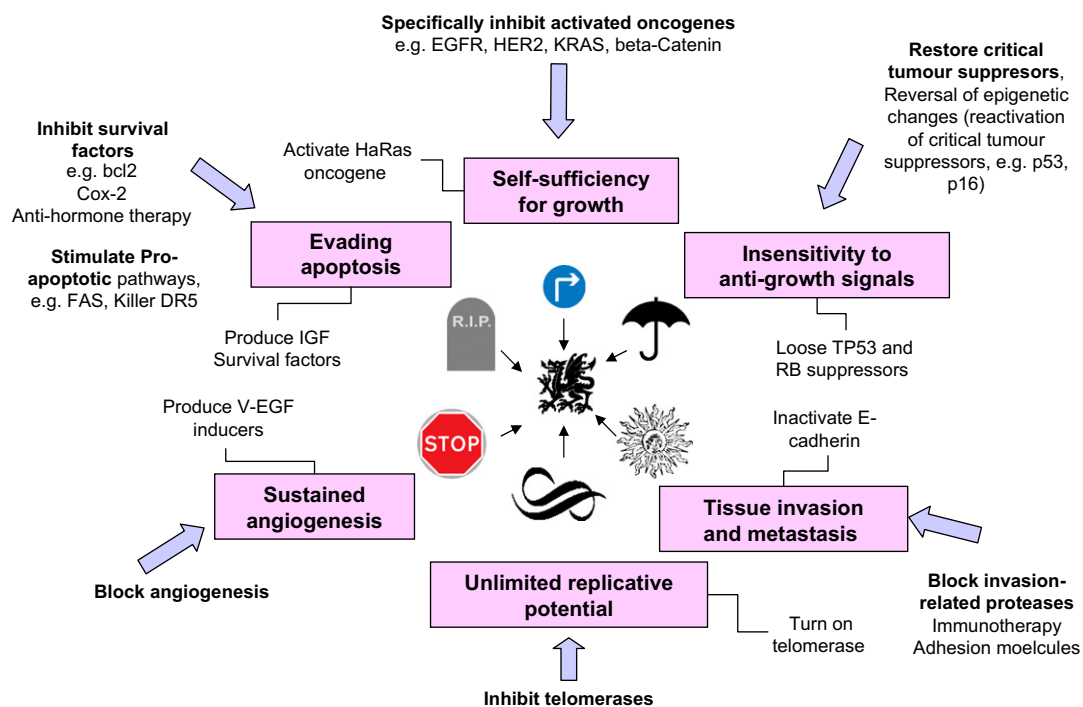 Specifically inhibit activated oncogenes
e.g. EGFR, HER2, KRAS, beta-Catenin
Restore critical
tumour suppresors,
Reversal of epigenetic
changes (reactivation
of critical tumour
suppressors, e.g. p53,
p16)
Inhibit survival
factors
e.g. bcl2
Cox-2
Anti-hormone therapy
Activate HaRas
oncogene
Self-sufficiency
for growth
Evading
apoptosis
Insensitivity to
anti-growth signals
Stimulate Pro-
apoptotic pathways,
e.g. FAS, Killer DR5
R.I.P.
Produce IGF
Survival factors
Loose TP53 and
RB suppressors
Produce V-EGF
inducers
Inactivate E-
cadherin
STOP
Sustained
angiogenesis
Tissue invasion
and metastasis
Block angiogenesis
Unlimited replicative
potential
Block invasion-
related proteases
Immunotherapy
Adhesion moelcules
Turn on
telomerase
Inhibit telomerases